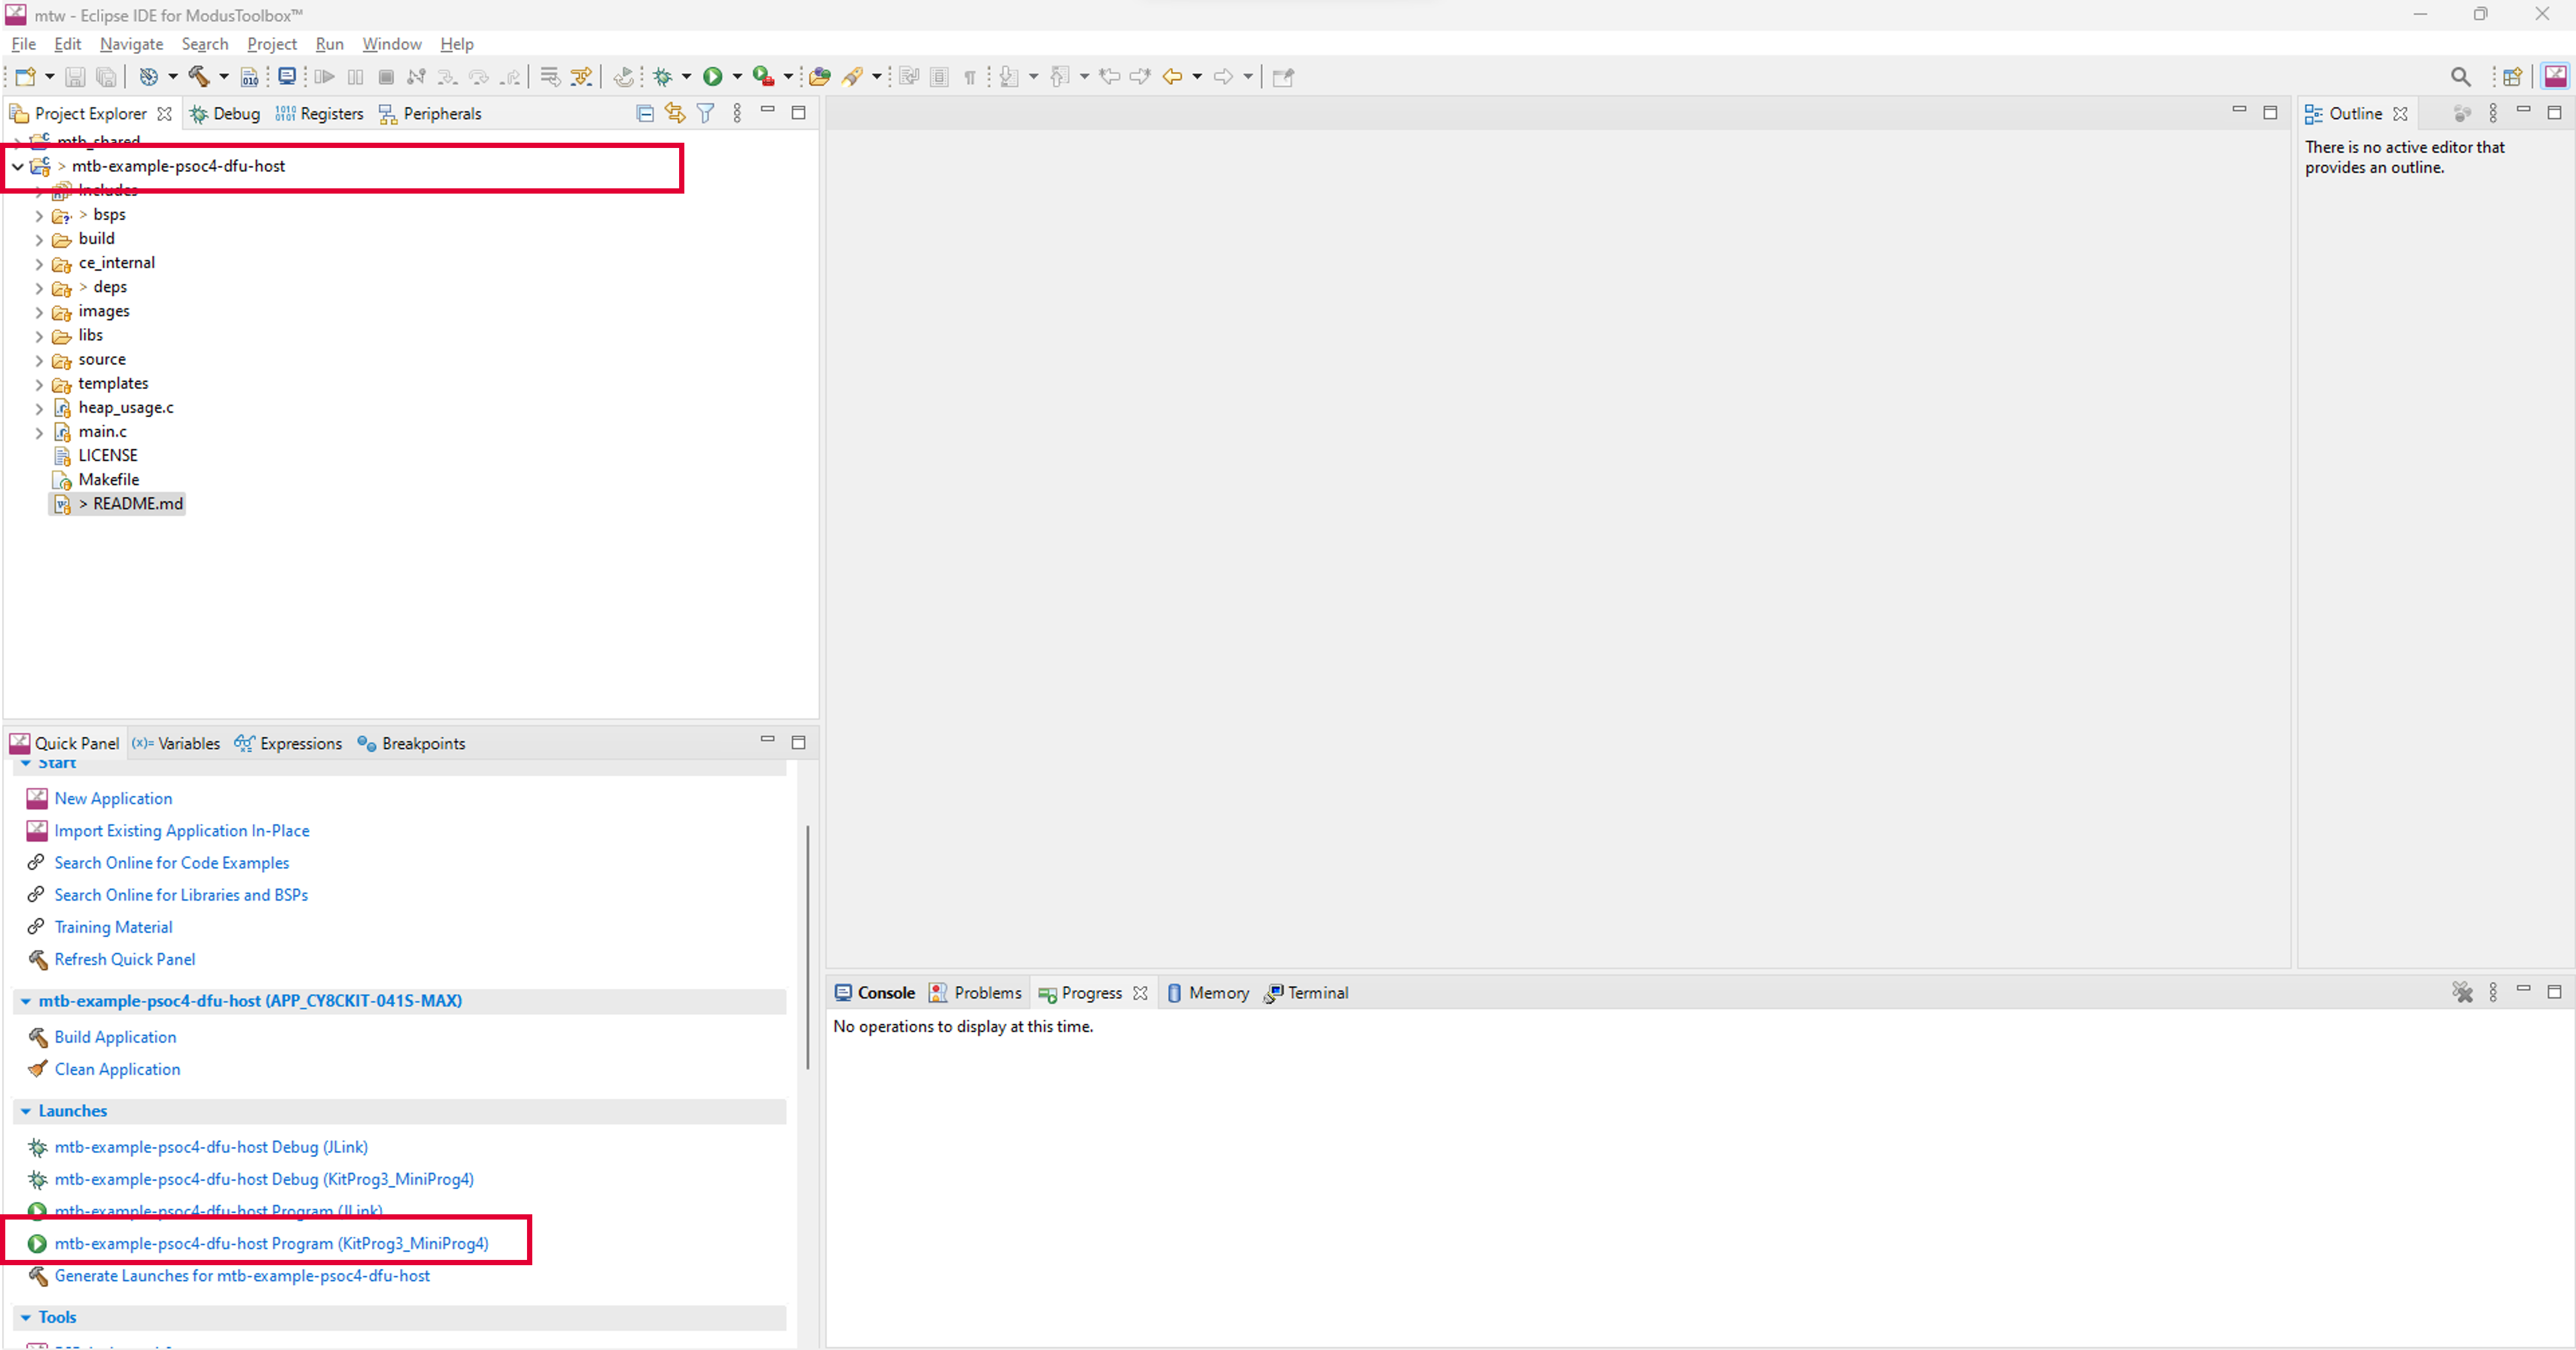 mtw - Eclipse IDE for ModusToolbox™
File Edit Navigate Search Project Run Window Help
Project Explorer Debug Registers Peripherals
mtb_shared
> mtb-example-psoc4-dfu-host
Includes
> bsps
build
ce_internal
> deps
images
libs
source
templates
heap_usage.c
main.c
LICENSE
Makefile
> README.md
Outline
There is no active editor that
provides an outline.
Quick Panel (x)= Variables Expressions Breakpoints
Start
New Application
Import Existing Application In-Place
Search Online for Code Examples
Search Online for Libraries and BSPs
Training Material
Refresh Quick Panel
mtb-example-psoc4-dfu-host (APP_CY8CKIT-041S-MAX)
Build Application
Clean Application
Launches
mtb-example-psoc4-dfu-host Debug (JLink)
mtb-example-psoc4-dfu-host Debug (KitProg3_MiniProg4)
mtb-example-psoc4-dfu-host Program (JLink)
mtb-example-psoc4-dfu-host Program (KitProg3_MiniProg4)
Generate Launches for mtb-example-psoc4-dfu-host
Tools
Console Problems Progress Memory Terminal
No operations to display at this time.